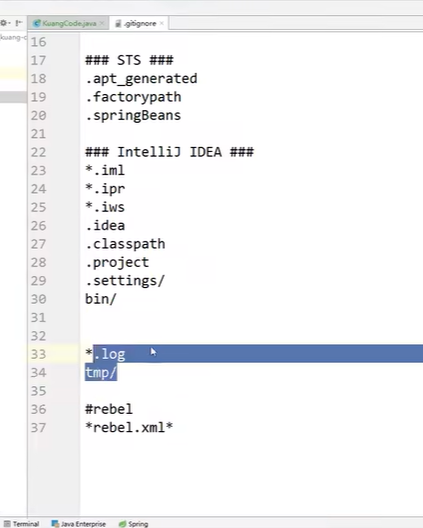 KuangCode.java
.gitignore
kuang-c
16
17 ### STS ###
18 .apt_generated
19 .factorypath
20 .springBeans
21
22 ### IntelliJ IDEA ###
23 *.iml
24 *.ipr
25 *.iws
26 .idea
27 .classpath
28 .project
29 .settings/
30 bin/
31
32
33 *.log
34 tmp/
35
36 #rebel
37 *rebel.xml*
Terminal Java Enterprise Spring